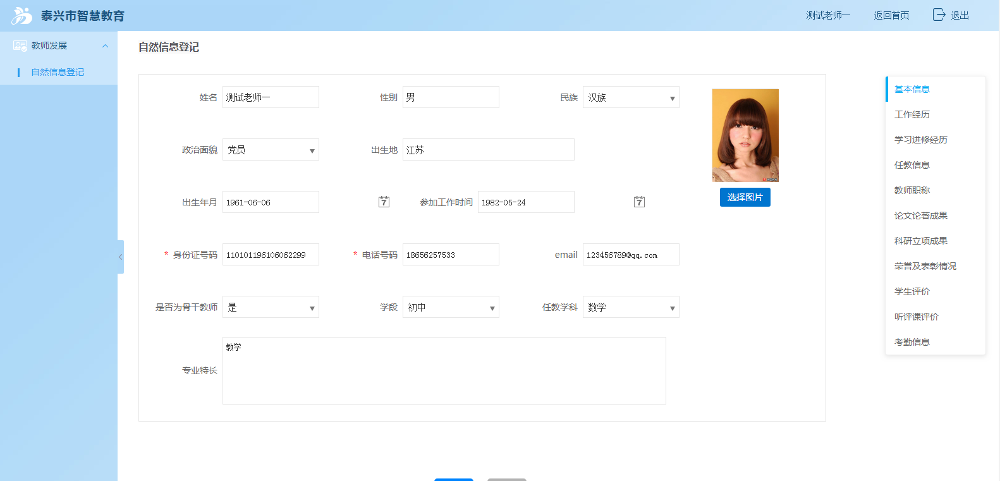 泰兴市智慧教育
测试老师一 返回首页 退出
教师发展
自然信息登记
自然信息登记
姓名 测试老师一 性别 男 民族 汉族
政治面貌 党员 出生地 江苏
出生年月 1961-06-06 7 参加工作时间 1982-05-24 7
选择图片
* 身份证号码 110101196106062299 * 电话号码 18656257533 email 123456789@qq.com
是否为骨干教师 是 学段 初中 任教学科 数学
专业特长 教学
基本信息
工作经历
学习进修经历
任教信息
教师职称
论文论著成果
科研立项成果
荣誉及表彰情况
学生评价
听评课评价
考勤信息